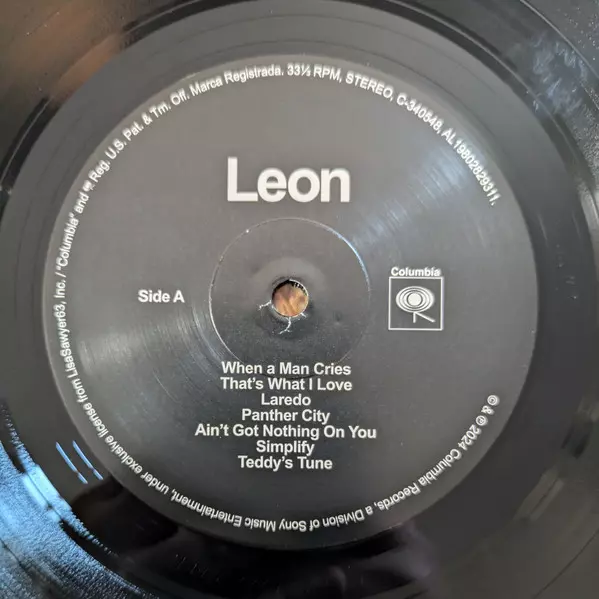 Leon
Side A
Columbia
When a Man Cries
That's What I Love
Laredo
Panther City
Ain't Got Nothing On You
Simplify
Teddy's Tune
℗ & © 2024 Columbia Records, a Division of Sony Music Entertainment, under exclusive license from LisaSawyer63, Inc. / "Columbia" and Reg. U.S. Pat. & Tm. Off. Marca Registrada. 33⅓ RPM, STEREO, C-340548, AL19802829311.